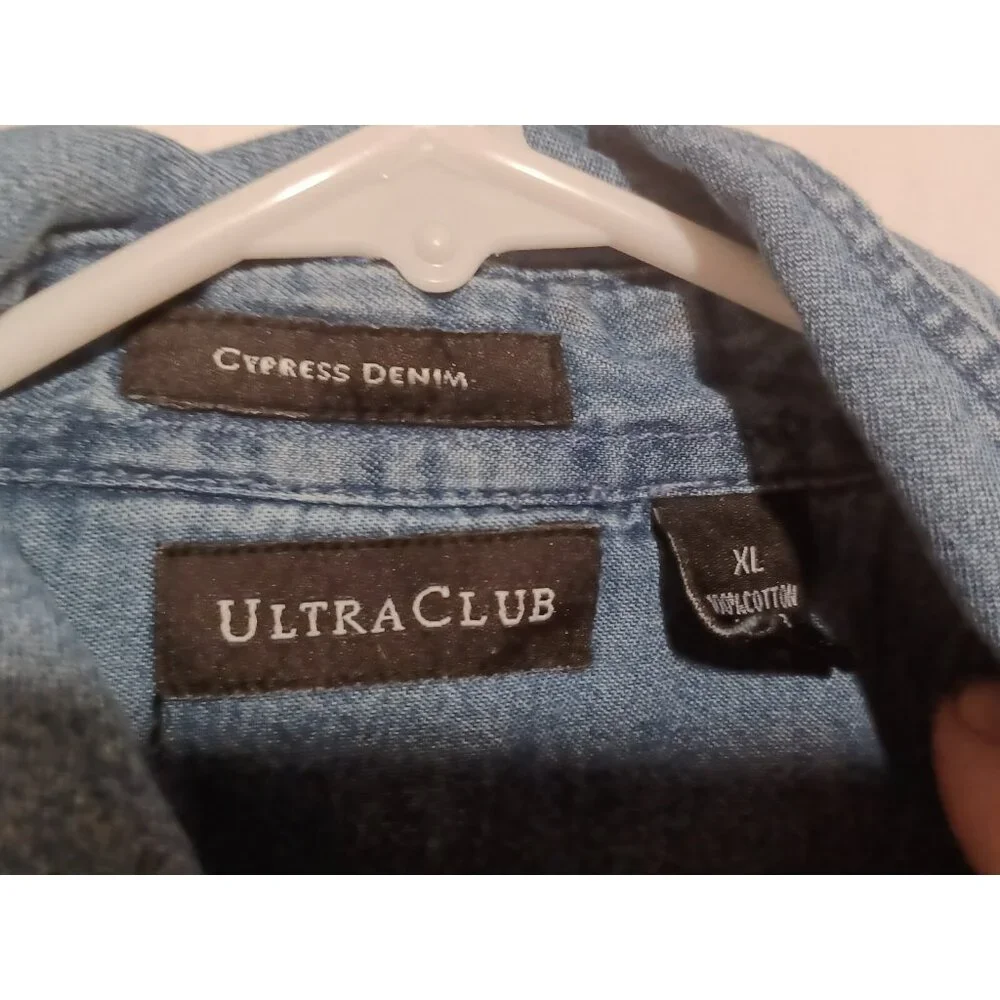 CYPRESS DENIM
ULTRACLUB
XL
100% COTTON